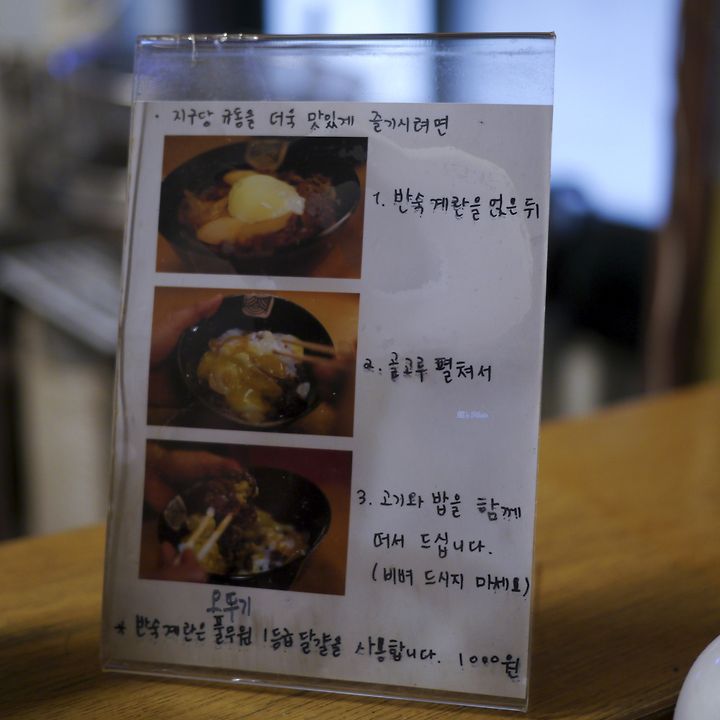 · 지구당 규동을 더욱 맛있게 즐기시려면
1. 반숙 계란을 얹은 뒤
2. 골고루 펼쳐서
3. 고기와 밥을 함께
떠서 드십니다.
(비벼 드시지 마세요)
오뚜기
* 반숙계란은 풀무원 1등급 달걀을 사용합니다. 1000원